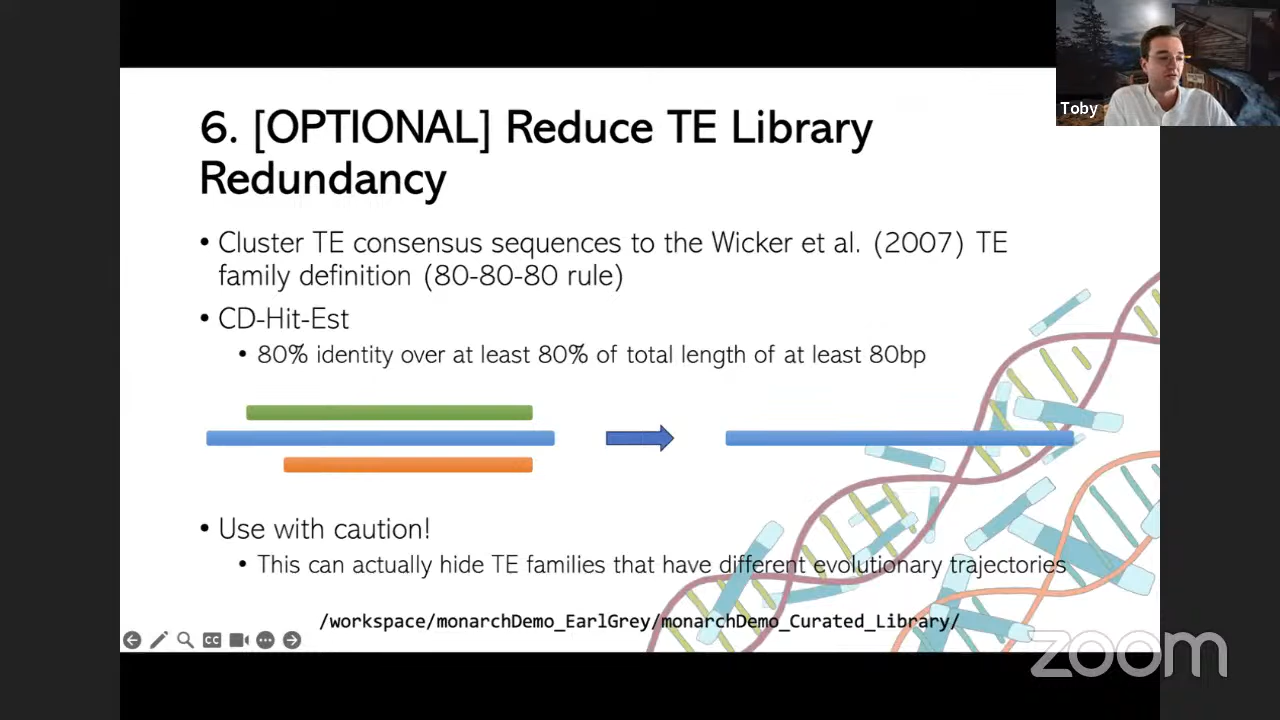 Toby
6. [OPTIONAL] Reduce TE Library
Redundancy
• Cluster TE consensus sequences to the Wicker et al. (2007) TE
family definition (80-80-80 rule)
• CD-Hit-Est
• 80% identity over at least 80% of total length of at least 80bp
• Use with caution!
• This can actually hide TE families that have different evolutionary trajectories
/workspace/monarchDemo_EarlGrey/monarchDemo_Curated_Library/
CC
zoom